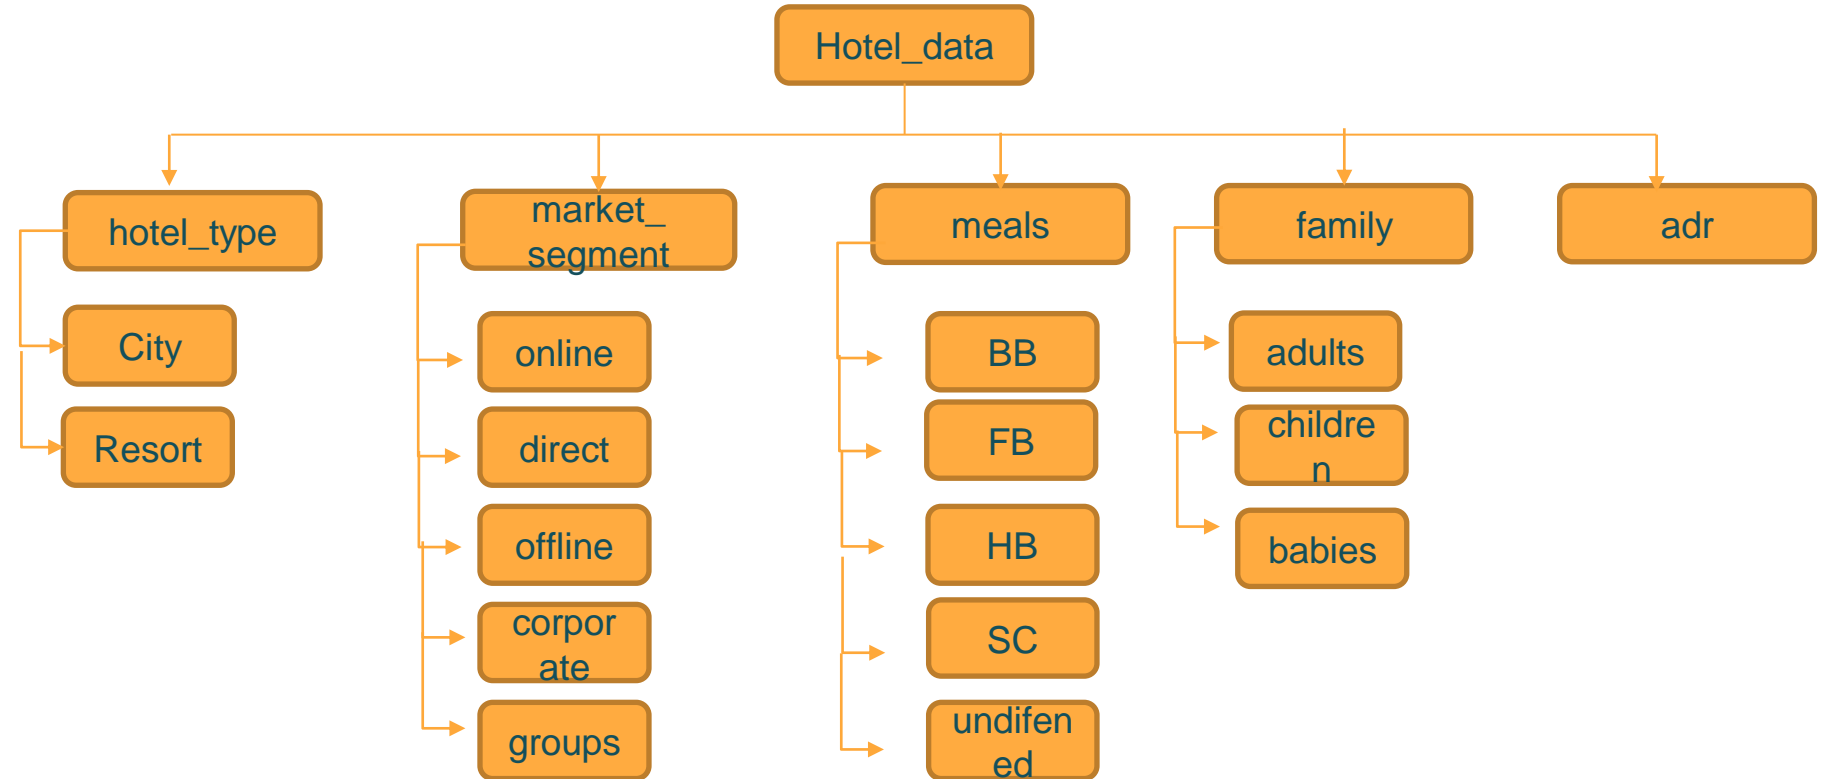 Hotel_data
hotel_type
market_
segment
meals
family
adr
City
Resort
online
direct
offline
corpor
ate
groups
BB
FB
HB
SC
undifen
ed
adults
childre
n
babies